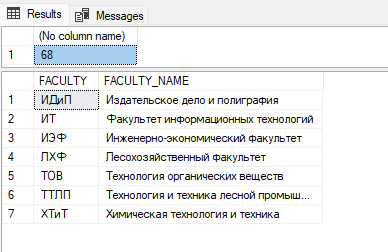 Results Messages
(No column name)
1 68
FACULTY FACULTY_NAME
1 ИДиП Издательское дело и полиграфия
2 ИТ Факультет информационных технологий
3 ИЭФ Инженерно-экономический факультет
4 ЛХФ Лесохозяйственный факультет
5 ТОВ Технология органических веществ
6 ТТЛП Технология и техника лесной промыш...
7 ХТиТ Химическая технология и техника